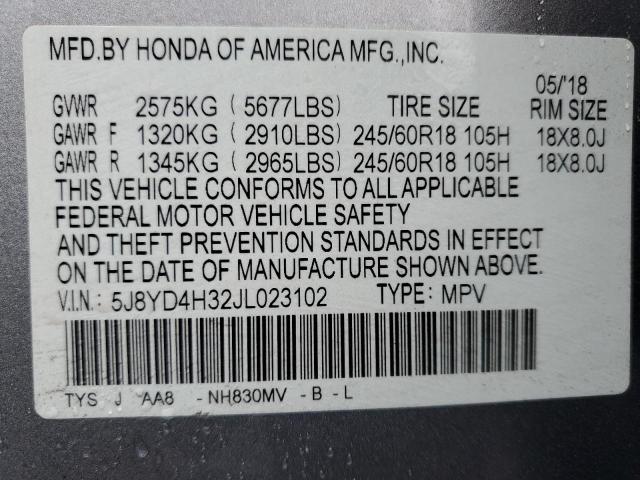 MFD.BY HONDA OF AMERICA MFG.,INC.
05/'18
GVWR 2575KG ( 5677LBS) TIRE SIZE RIM SIZE
GAWR F 1320KG ( 2910LBS) 245/60R18 105H 18X8.0J
GAWR R 1345KG ( 2965LBS) 245/60R18 105H 18X8.0J
THIS VEHICLE CONFORMS TO ALL APPLICABLE
FEDERAL MOTOR VEHICLE SAFETY
AND THEFT PREVENTION STANDARDS IN EFFECT
ON THE DATE OF MANUFACTURE SHOWN ABOVE.
V.I.N.: 5J8YD4H32JL023102 TYPE: MPV
TYS J AA8 - NH830MV - B - L